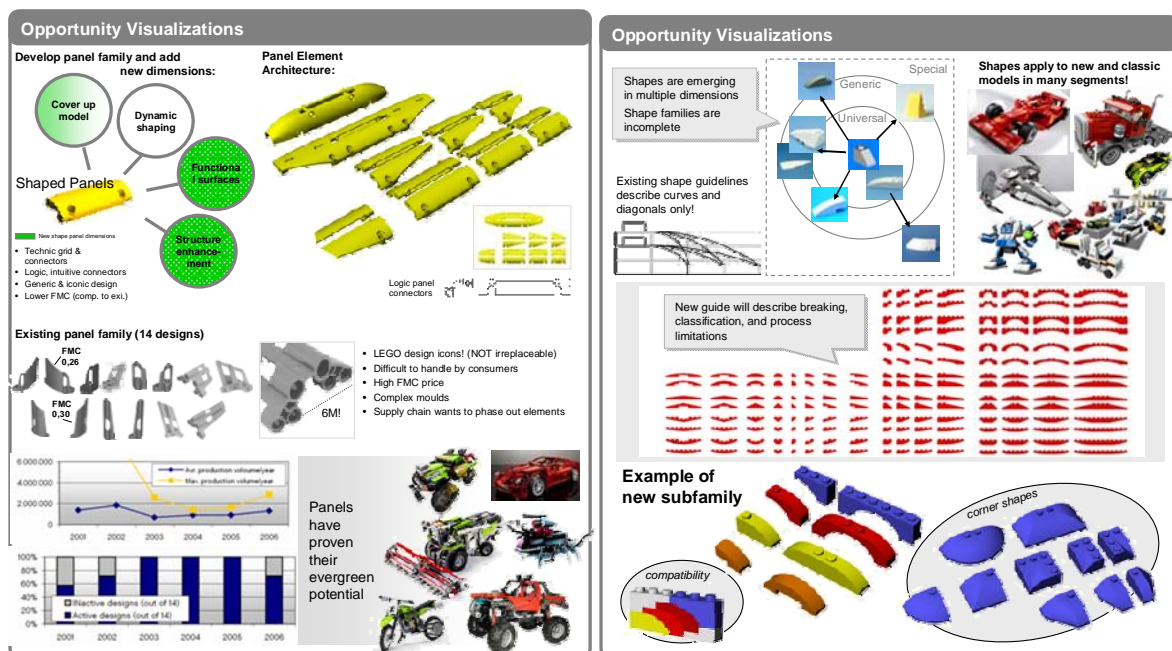 Opportunity Visualizations
Develop panel family and add
new dimensions:
Cover up
model
Dynamic
shaping
Functiona
l surfaces
Structure
enhance-
ment
Shaped Panels
New shape panel dimensions
• Technic grid &
connectors
• Logic, intuitive connectors
• Generic & iconic design
• Lower FMC (comp. to exi.)
Panel Element
Architecture:
Logic panel
connectors
Existing panel family (14 designs)
FMC
0,26
FMC
0,30
6M!
• LEGO design icons! (NOT irreplaceable)
• Difficult to handle by consumers
• High FMC price
• Complex moulds
• Supply chain wants to phase out elements
6.000.000
4.000.000
2.000.000
0
Avr. production voloume/year
Max. production volume/year
2001 2002 2003 2004 2005 2006
100%
80%
60%
40%
20%
0%
INactive designs (out of 14)
Active designs (out of 14)
2001 2002 2003 2004 2005 2006
Panels
have
proven
their
evergreen
potential
Opportunity Visualizations
Shapes are emerging
in multiple dimensions
Shape families are
incomplete
Special
Generic
Universal
Existing shape guidelines
describe curves and
diagonals only!
Shapes apply to new and classic
models in many segments!
New guide will describe breaking,
classification, and process
limitations
Example of
new subfamily
compatibility
corner shapes